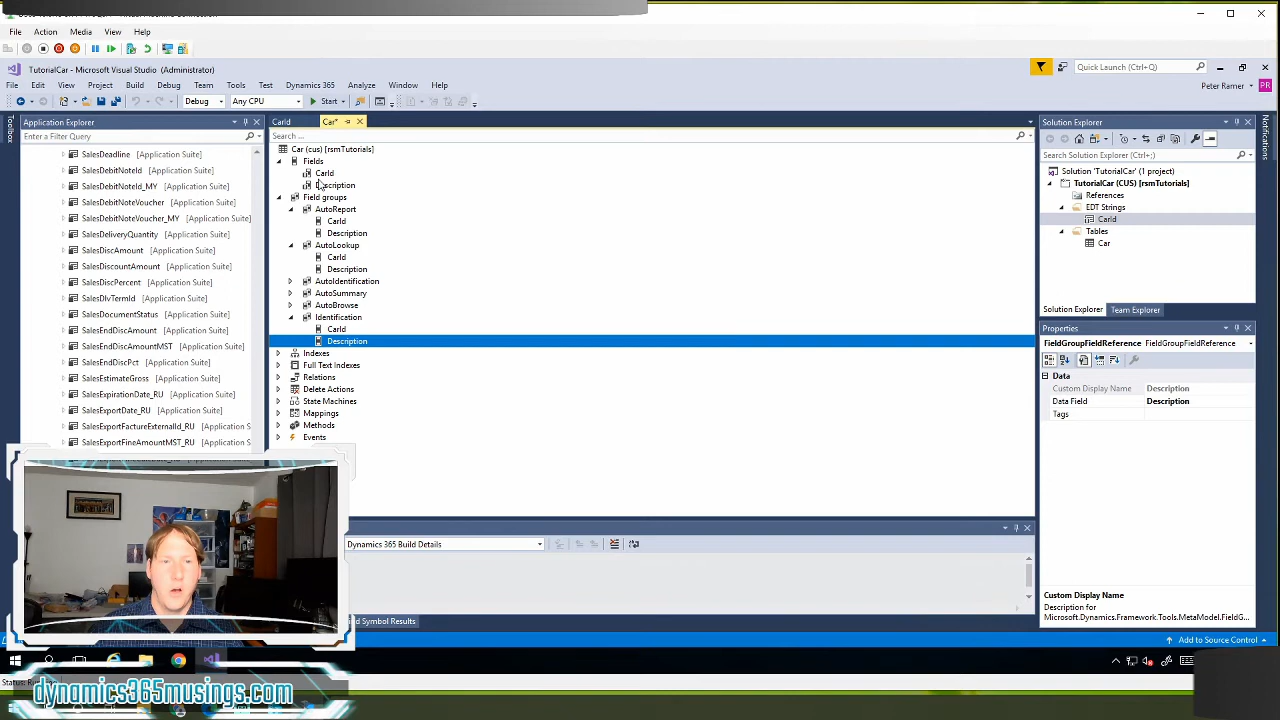 File Action Media View Help
TutorialCar - Microsoft Visual Studio (Administrator)
Quick Launch (Ctrl+Q)
File Edit View Project Build Debug Team Tools Test Dynamics 365 Analyze Window Help
Peter Ramer PR
Debug Any CPU Start
Toolbox
Application Explorer
Enter a Filter Query
SalesDeadline [Application Suite]
SalesDebitNoteId [Application Suite]
SalesDebitNoteId_MY [Application Suite]
SalesDebitNoteVoucher [Application Suite]
SalesDebitNoteVoucher_MY [Application S
SalesDeliveryQuantity [Application Suite]
SalesDiscAmount [Application Suite]
SalesDiscountAmount [Application Suite]
SalesDiscPercent [Application Suite]
SalesDlvTermId [Application Suite]
SalesDocumentStatus [Application Suite]
SalesEndDiscAmount [Application Suite]
SalesEndDiscAmountMST [Application Suite]
SalesEndDiscPct [Application Suite]
SalesEstimateGross [Application Suite]
SalesExpirationDate_RU [Application Suite]
SalesExportDate_RU [Application Suite]
SalesExportFactureExternalId_RU [Application S
SalesExportFineAmountMST_RU [Application S
CarId Car*
Search ...
Car (cus) [rsmTutorials]
Fields
CarId
Description
Field groups
AutoReport
CarId
Description
AutoLookup
CarId
Description
AutoIdentification
AutoSummary
AutoBrowse
Identification
CarId
Description
Indexes
Full Text Indexes
Relations
Delete Actions
State Machines
Mappings
Methods
Events
Dynamics 365 Build Details
d Symbol Results
Solution Explorer
Search Solution Explorer (Ctrl+;)
Solution 'TutorialCar' (1 project)
TutorialCar (CUS) [rsmTutorials]
References
EDT Strings
CarId
Tables
Car
Solution Explorer Team Explorer
Properties
FieldGroupFieldReference FieldGroupFieldReference
Data
Custom Display Name Description
Data Field Description
Tags
Custom Display Name
Description for
Microsoft.Dynamics.Framework.Tools.MetaModel.FieldG...
Notifications
Add to Source Control
dynamics365musings.com